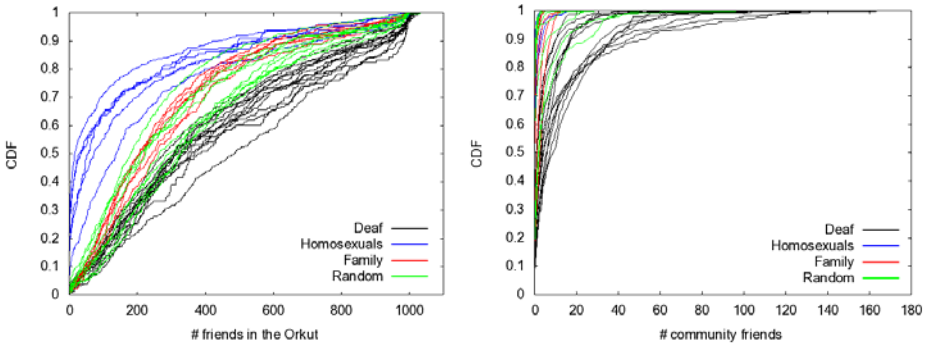 1
0.9
0.8
0.7
0.6
0.5
0.4
0.3
0.2
0.1
0
CDF
0 200 400 600 800 1000
# friends in the Orkut
Deaf
Homosexuals
Family
Random
1
0.9
0.8
0.7
0.6
0.5
0.4
0.3
0.2
0.1
0
CDF
0 20 40 60 80 100 120 140 160 180
# community friends
Deaf
Homosexuals
Family
Random